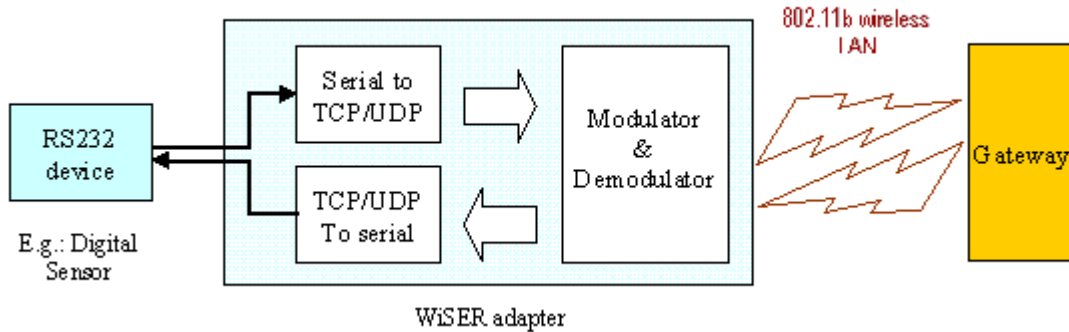 802.11b wireless
LAN
Serial to
TCP/UDP
RS232
device
Modulator
&
Demodulator
Gateway
TCP/UDP
To serial
E.g.: Digital
Sensor
WiSER adapter